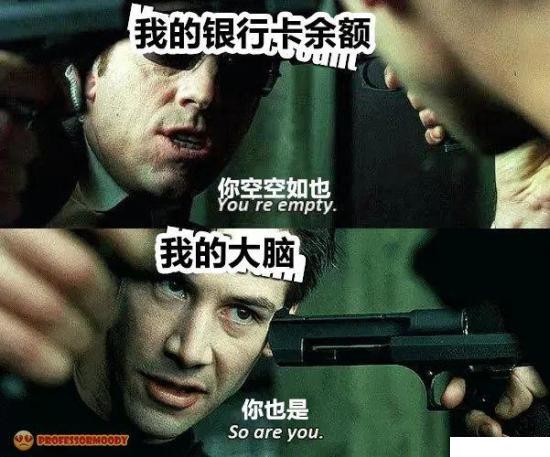 我的银行卡余额
你空空如也
You're empty.
我的大脑
你也是
So are you.
PROFESSORMOODY